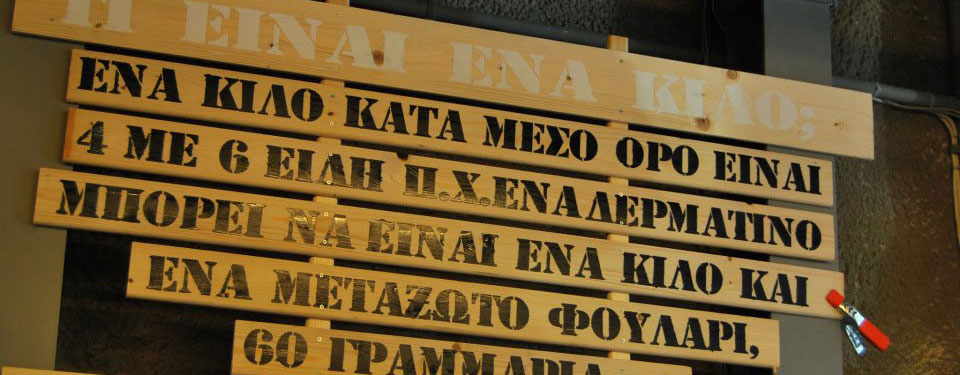 ΤΙ ΕΙΝΑΙ ΕΝΑ ΚΙΛΟ;
ΕΝΑ ΚΙΛΟ ΚΑΤΑ ΜΕΣΟ ΟΡΟ ΕΙΝΑΙ
4 ΜΕ 6 ΕΙΔΗ Π.Χ.ΕΝΑ ΔΕΡΜΑΤΙΝΟ
ΜΠΟΡΕΙ ΝΑ ΕΙΝΑΙ ΕΝΑ ΚΙΛΟ ΚΑΙ
ΕΝΑ ΜΕΤΑΞΩΤΟ ΦΟΥΛΑΡΙ,
60 ΓΡΑΜΜΑΡΙΑ